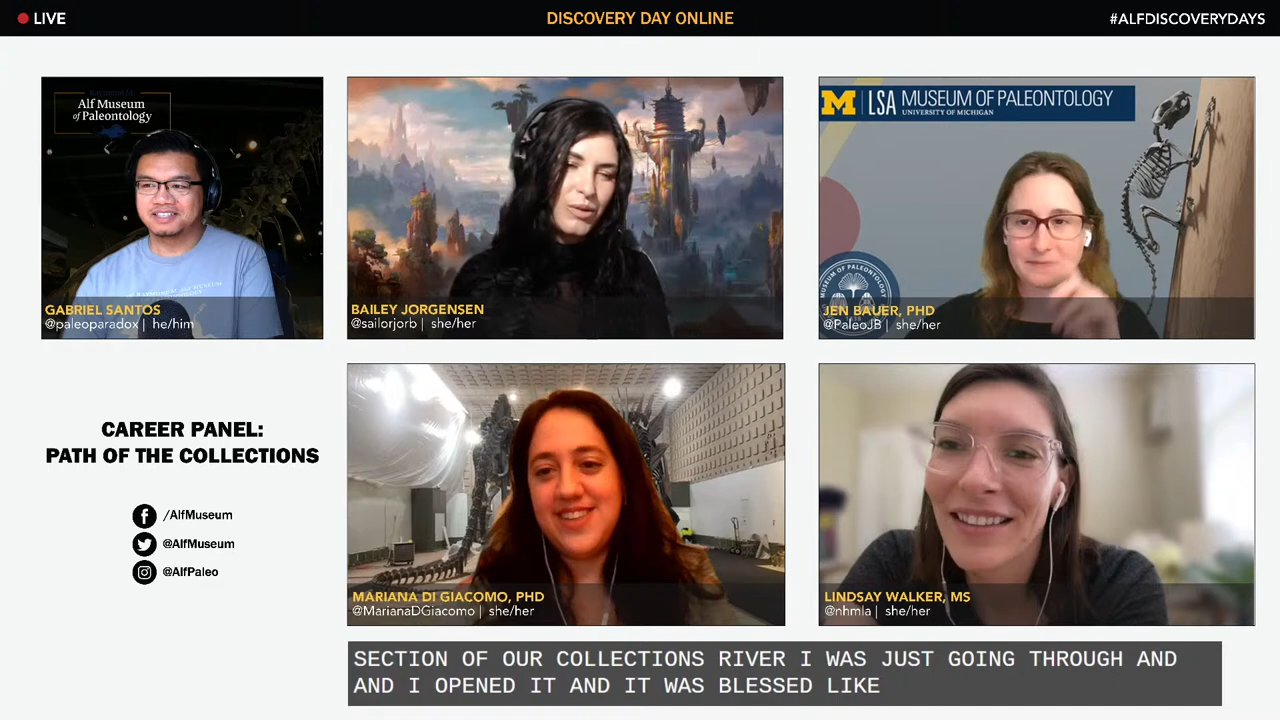 LIVE
DISCOVERY DAY ONLINE
#ALFDISCOVERYDAYS
Alf Museum
of Paleontology
GABRIEL SANTOS
@paleoparadox | he/him
BAILEY JORGENSEN
@sailorjorb | she/her
M LSA MUSEUM OF PALEONTOLOGY
UNIVERSITY OF MICHIGAN
MUSEUM OF PALEONTOLOGY
JEN BAUER, PHD
@PaleoJB | she/her
CAREER PANEL:
PATH OF THE COLLECTIONS
/AlfMuseum
@AlfMuseum
@AlfPaleo
MARIANA DI GIACOMO, PHD
@MarianaDGiacomo | she/her
LINDSAY WALKER, MS
@nhmla | she/her
SECTION OF OUR COLLECTIONS RIVER I WAS JUST GOING THROUGH AND
AND I OPENED IT AND IT WAS BLESSED LIKE